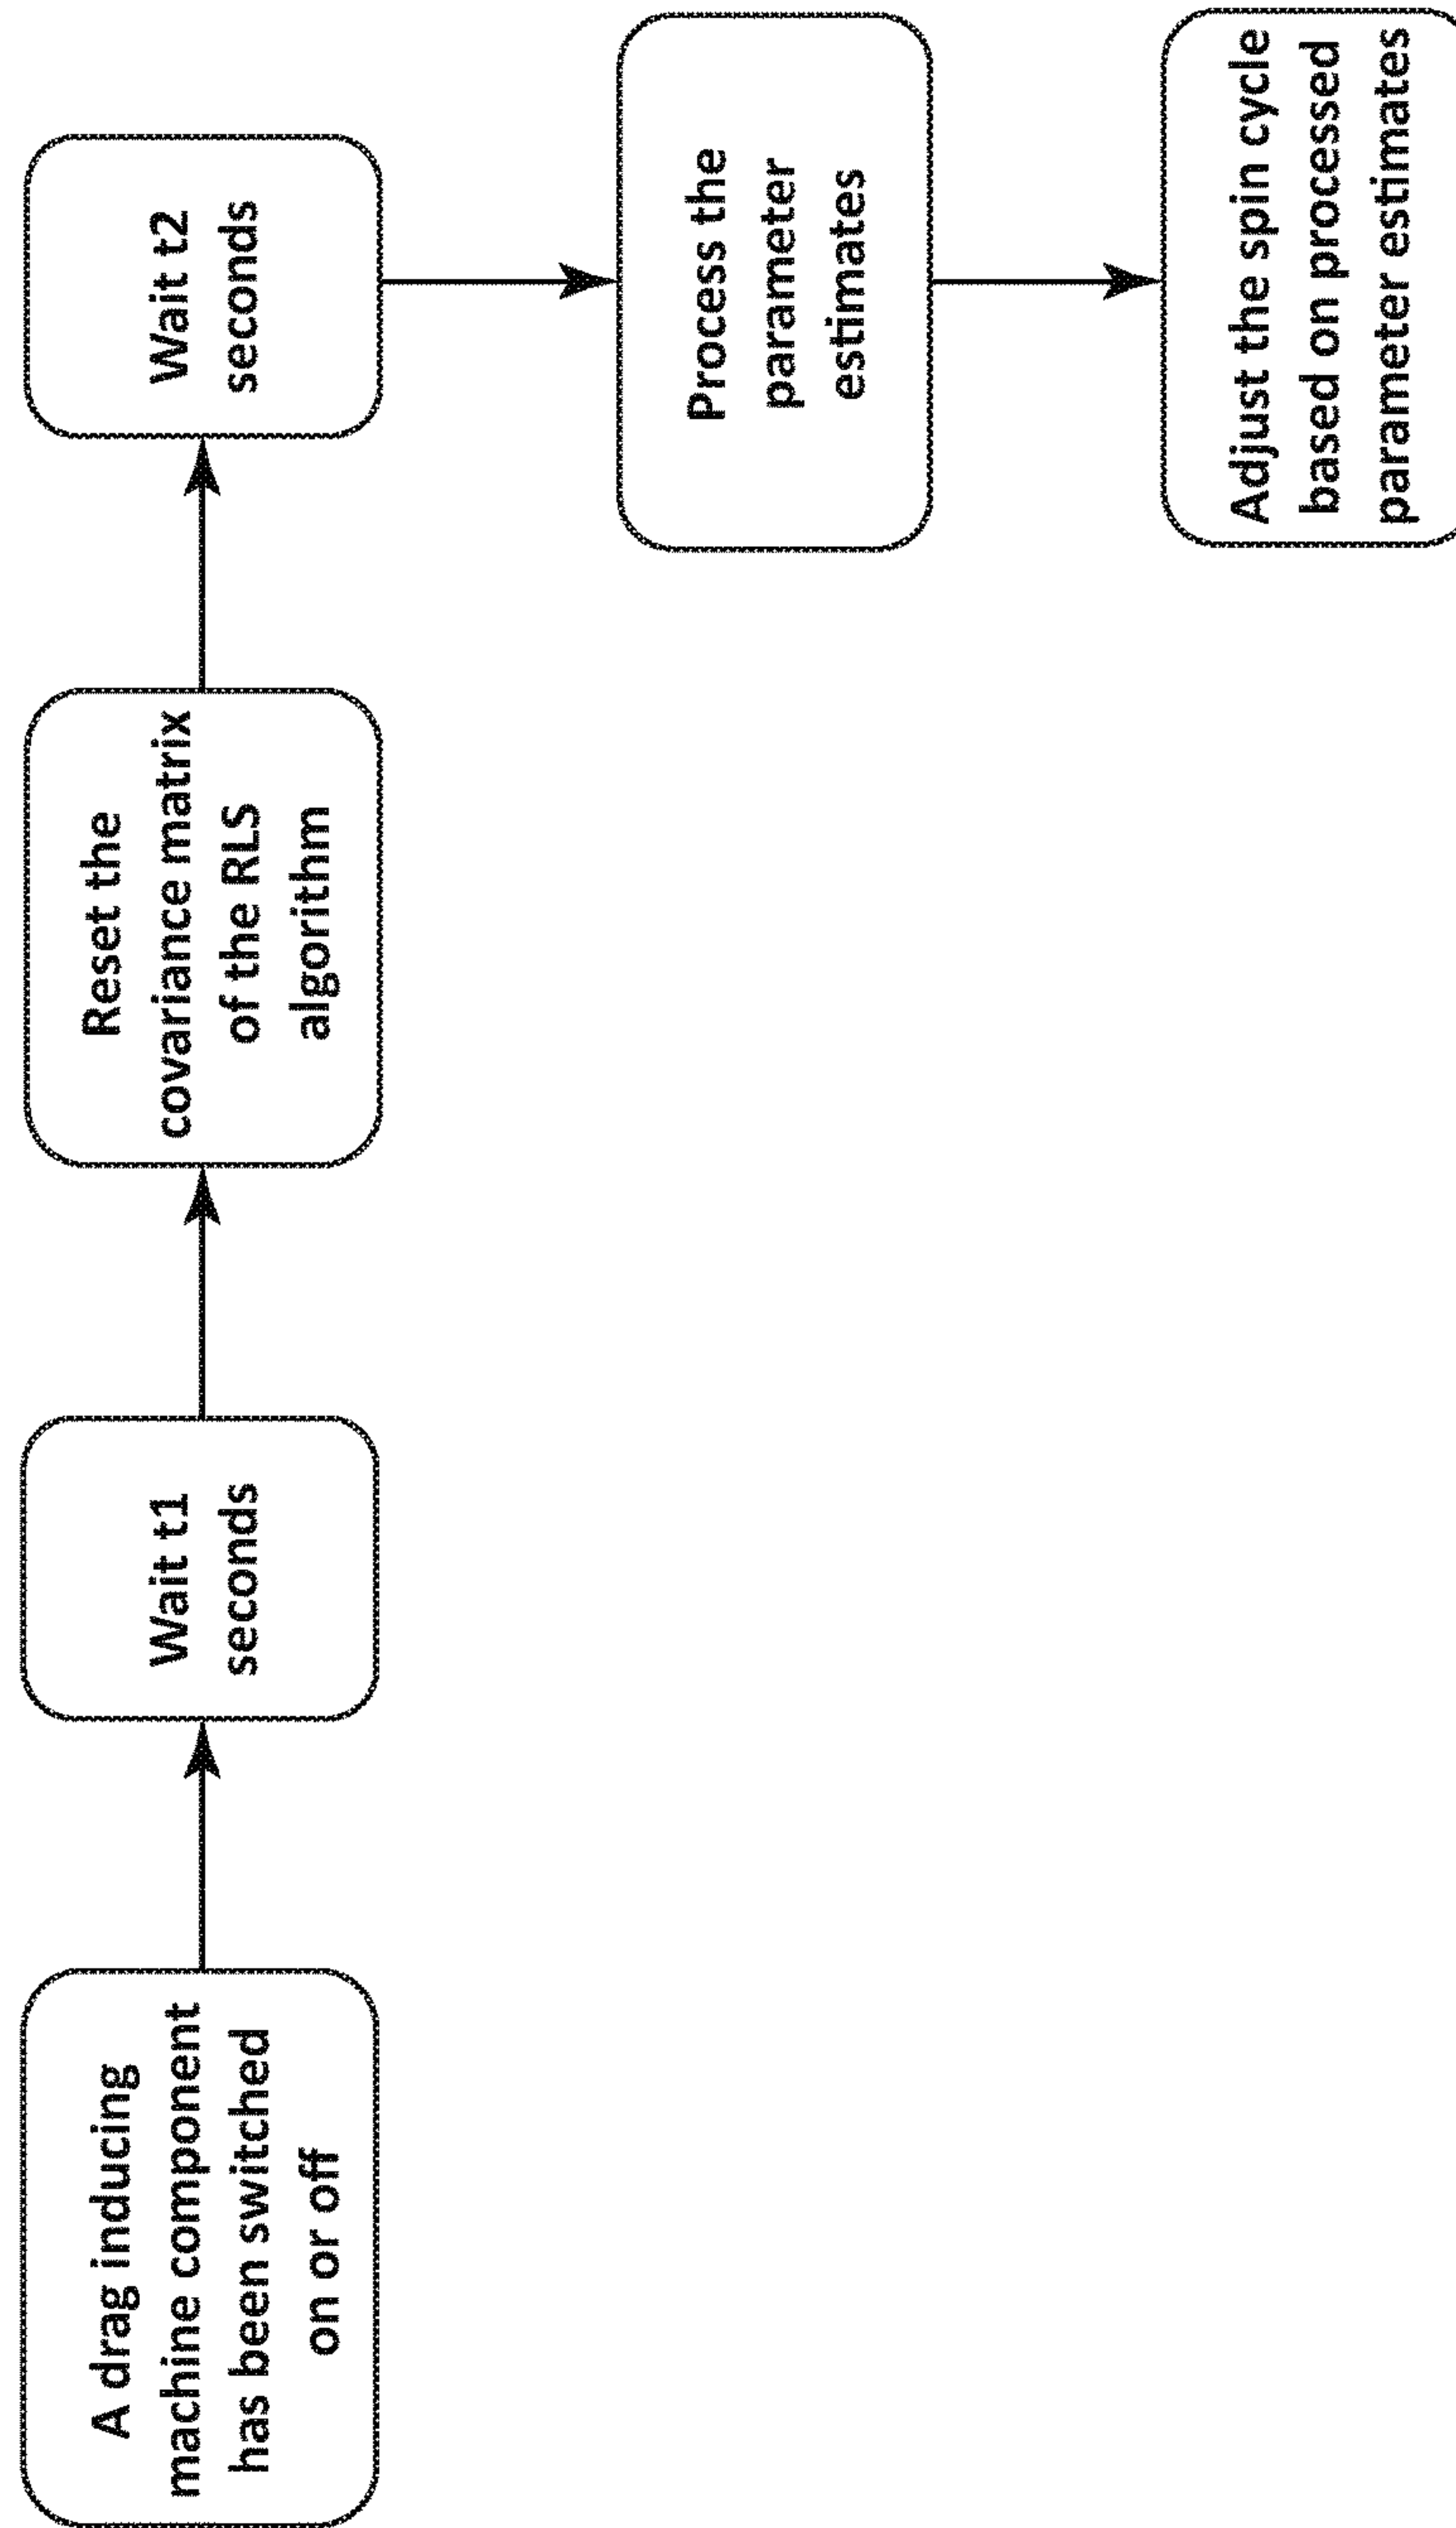 A drag inducing
machine component
has been switched
on or off
Wait t1
seconds
Reset the
covariance matrix
of the RLS
algorithm
Wait t2
seconds
Process the
parameter
estimates
Adjust the spin cycle
based on processed
parameter estimates